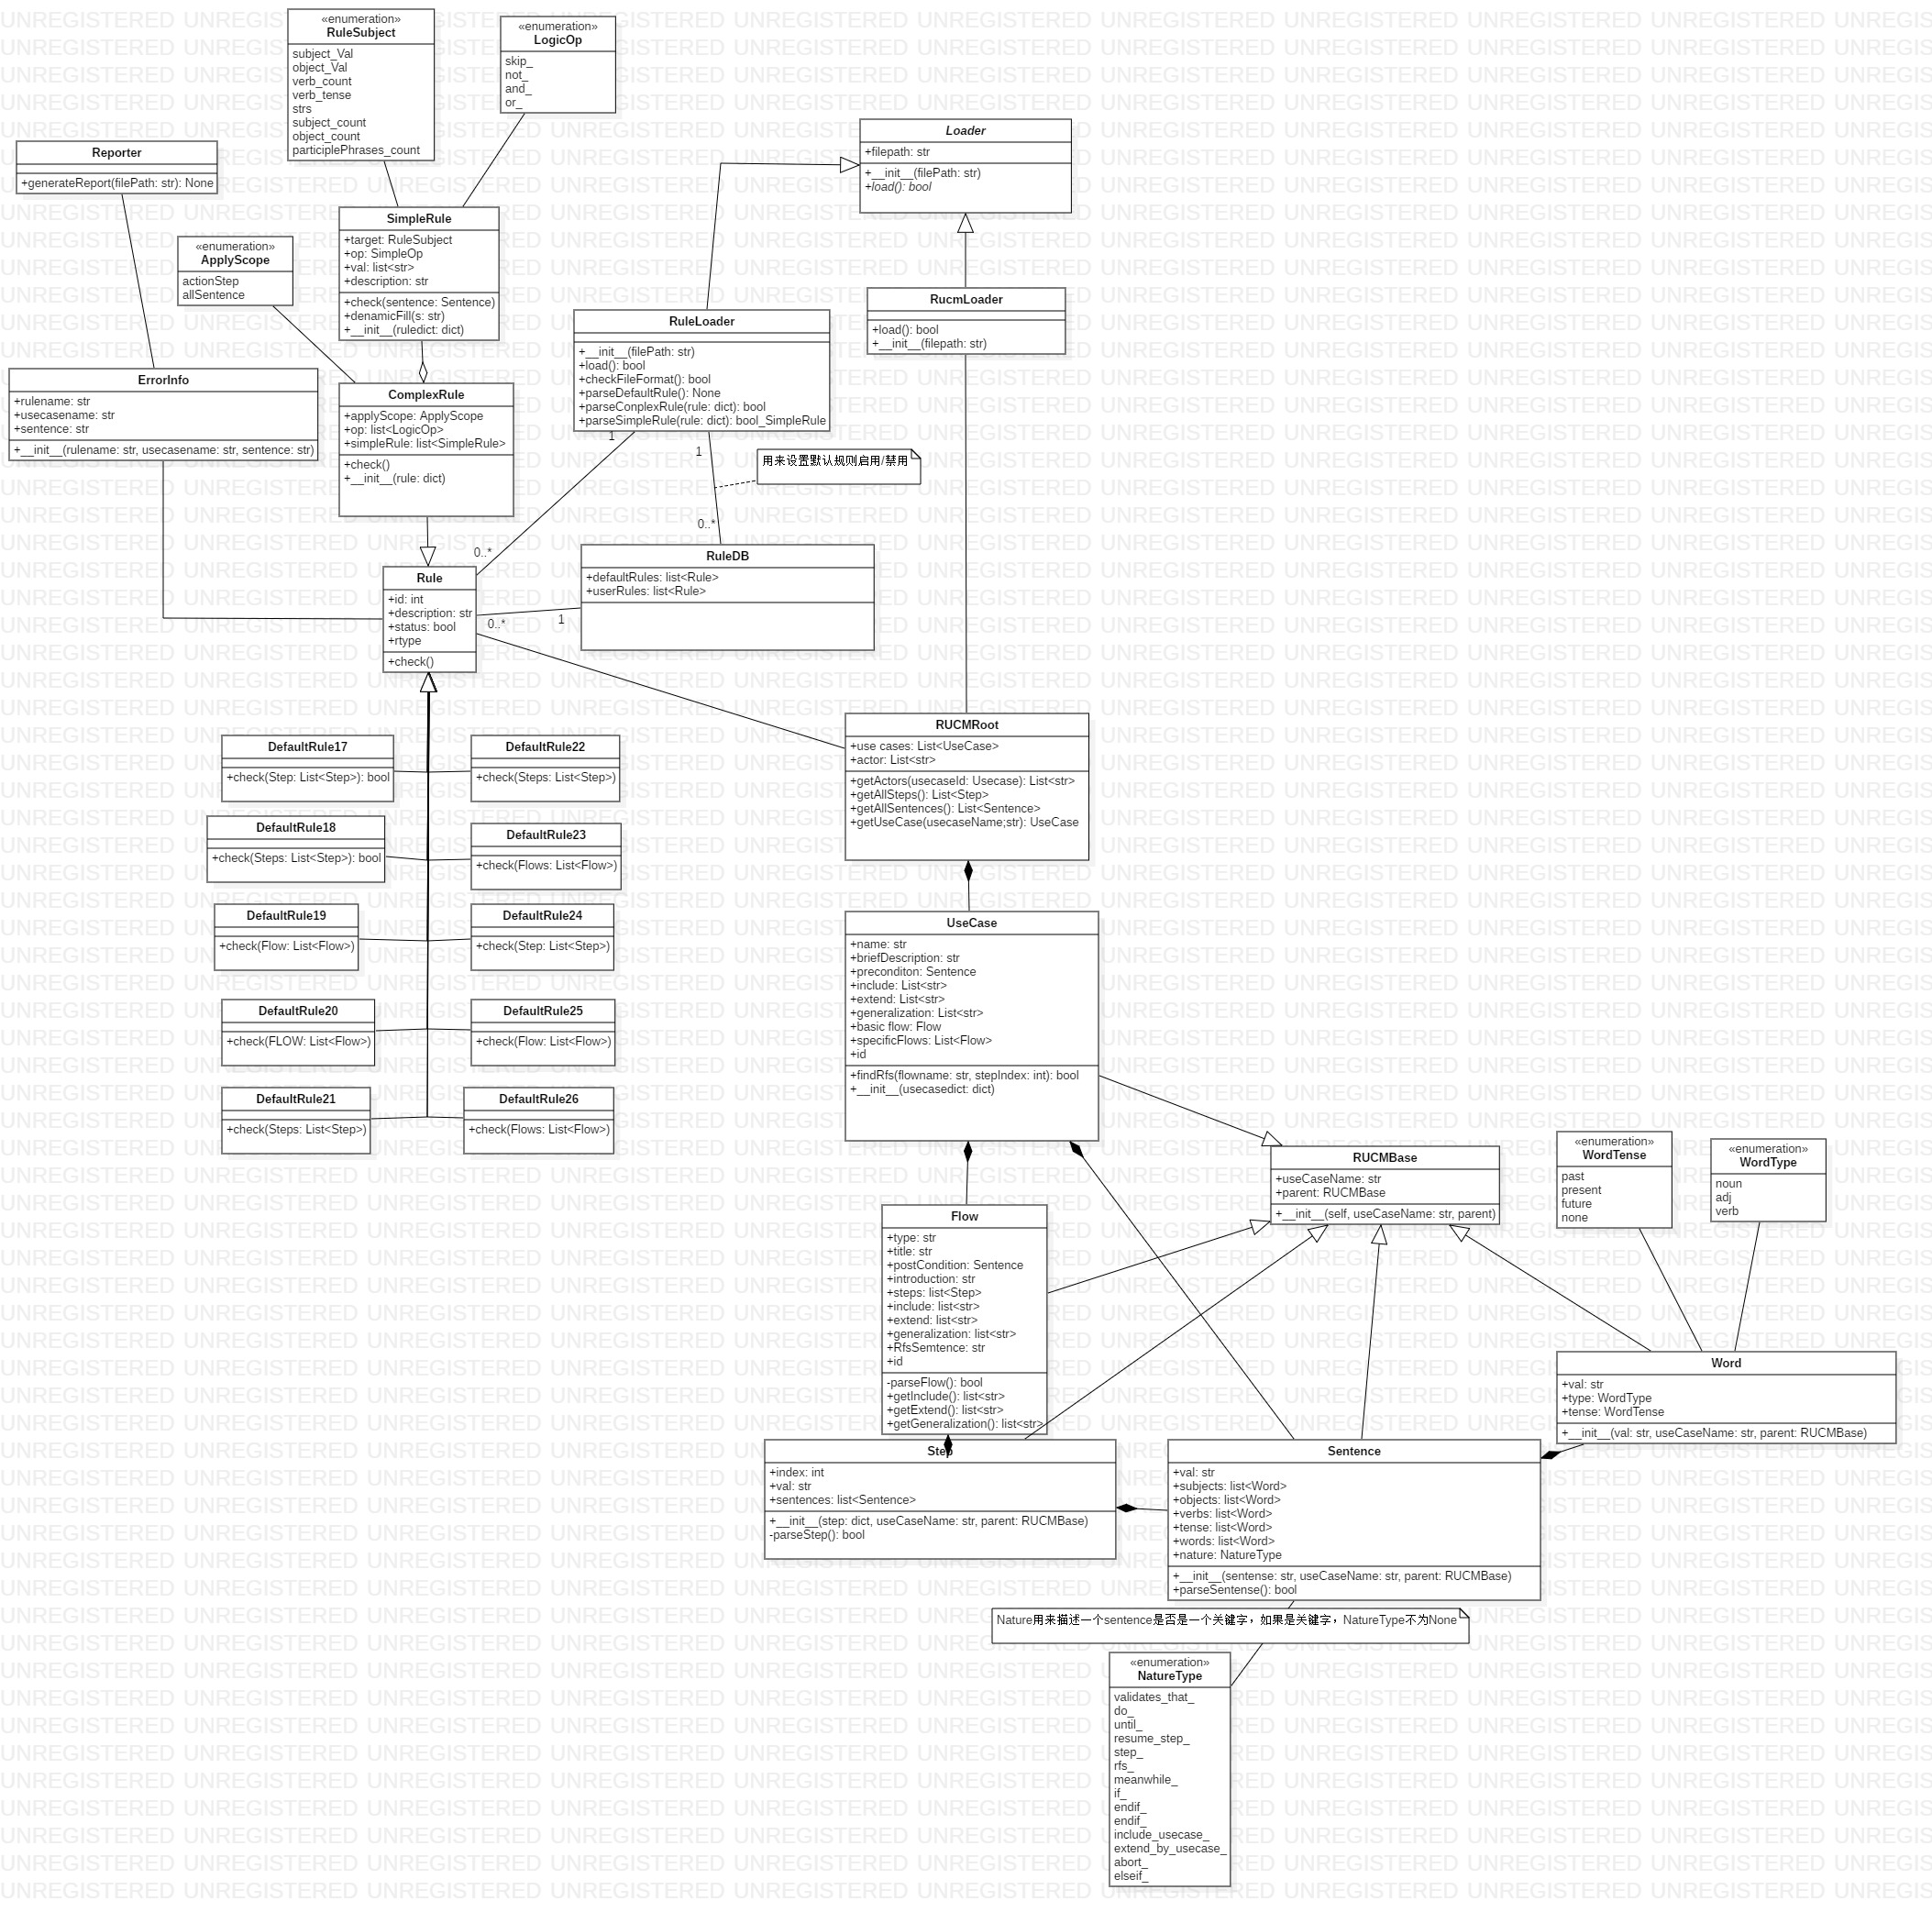 «enumeration»
RuleSubject
subject_Val
object_Val
verb_count
verb_tense
strs
subject_count
object_count
participlePhrases_count
«enumeration»
LogicOp
skip_
not_
and_
or_
Reporter
+generateReport(filePath: str): None
Loader
+filepath: str
+__init__(filePath: str)
+load(): bool
SimpleRule
+target: RuleSubject
+op: SimpleOp
+val: list<str>
+description: str
+check(sentence: Sentence)
+denamicFill(s: str)
+__init__(ruledict: dict)
«enumeration»
ApplyScope
actionStep
allSentence
RucmLoader
+load(): bool
+__init__(filepath: str)
RuleLoader
+__init__(filePath: str)
+load(): bool
+checkFileFormat(): bool
+parseDefaultRule(): None
+parseConplexRule(rule: dict): bool
+parseSimpleRule(rule: dict): bool_SimpleRule
ErrorInfo
+rulename: str
+usecasename: str
+sentence: str
+__init__(rulename: str, usecasename: str, sentence: str)
ComplexRule
+applyScope: ApplyScope
+op: list<LogicOp>
+simpleRule: list<SimpleRule>
+check()
+__init__(rule: dict)
1
1
用来设置默认规则启用/禁用
0..*
0..*
RuleDB
+defaultRules: list<Rule>
+userRules: list<Rule>
Rule
+id: int
+description: str
+status: bool
+rtype
+check()
0..*
1
RUCMRoot
+use cases: List<UseCase>
+actor: List<str>
+getActors(usecaseId: Usecase): List<str>
+getAllSteps(): List<Step>
+getAllSentences(): List<Sentence>
+getUseCase(usecaseName;str): UseCase
DefaultRule17
+check(Step: List<Step>): bool
DefaultRule22
+check(Steps: List<Step>)
DefaultRule18
+check(Steps: List<Step>): bool
DefaultRule23
+check(Flows: List<Flow>)
DefaultRule19
+check(Flow: List<Flow>)
DefaultRule24
+check(Step: List<Step>)
DefaultRule20
+check(FLOW: List<Flow>)
DefaultRule25
+check(Flow: List<Flow>)
DefaultRule21
+check(Steps: List<Step>)
DefaultRule26
+check(Flows: List<Flow>)
UseCase
+name: str
+briefDescription: str
+preconditon: Sentence
+include: List<str>
+extend: List<str>
+generalization: List<str>
+basic flow: Flow
+specificFlows: List<Flow>
+id
+findRfs(flowname: str, stepIndex: int): bool
+__init__(usecasedict: dict)
RUCMBase
+useCaseName: str
+parent: RUCMBase
+__init__(self, useCaseName: str, parent)
«enumeration»
WordTense
past
present
future
none
«enumeration»
WordType
noun
adj
verb
Flow
+type: str
+title: str
+postCondition: Sentence
+introduction: str
+steps: list<Step>
+include: list<str>
+extend: list<str>
+generalization: list<str>
+RfsSemtence: str
+id
-parseFlow(): bool
+getInclude(): list<str>
+getExtend(): list<str>
+getGeneralization(): list<str>
Word
+val: str
+type: WordType
+tense: WordTense
+__init__(val: str, useCaseName: str, parent: RUCMBase)
Step
+index: int
+val: str
+sentences: list<Sentence>
+__init__(step: dict, useCaseName: str, parent: RUCMBase)
-parseStep(): bool
Sentence
+val: str
+subjects: list<Word>
+objects: list<Word>
+verbs: list<Word>
+tense: list<Word>
+words: list<Word>
+nature: NatureType
+__init__(sentense: str, useCaseName: str, parent: RUCMBase)
+parseSentense(): bool
Nature用来描述一个sentence是否是一个关键字，如果是关键字，NatureType不为None
«enumeration»
NatureType
validates_that_
do_
until_
resume_step_
step_
rfs_
meanwhile_
if_
endif_
endif_
include_usecase_
extend_by_usecase_
abort_
elseif_